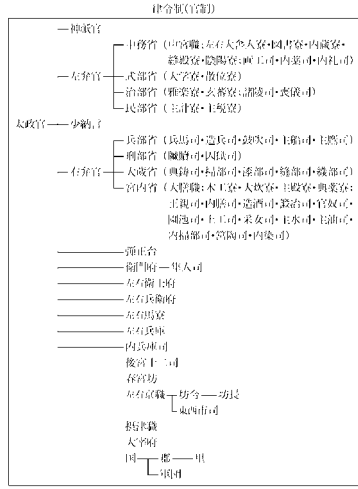 律令制(官制)
神祇官
中務省（中宮職:左右大舎人寮・図書寮・内蔵寮・
縫殿寮・陰陽寮:画工司・内薬司・内礼司）
左弁官
式部省（大学寮・散位寮）
治部省（雅楽寮・玄蕃寮:諸陵司・喪儀司）
民部省（主計寮・主税寮）
太政官 少納言
兵部省（兵馬司・造兵司・鼓吹司・主船司・主鷹司）
刑部省（贓贖司・囚獄司）
右弁官
大蔵省（典鋳司・掃部司・漆部司・縫部司・織部司）
宮内省（大膳職:木工寮・大炊寮・主殿寮・典薬寮:
正親司・内膳司・造酒司・鍛冶司・官奴司・
園池司・土工司・采女司・主水司・主油司・
内掃部司・筥陶司・内染司）
弾正台
衛門府 隼人司
左右衛士府
左右兵衛府
左右馬寮
左右兵庫
内兵庫司
後宮十二司
春宮坊
左右京職 坊令 坊長
東西市司
摂津職
大宰府
国 郡 里
軍団